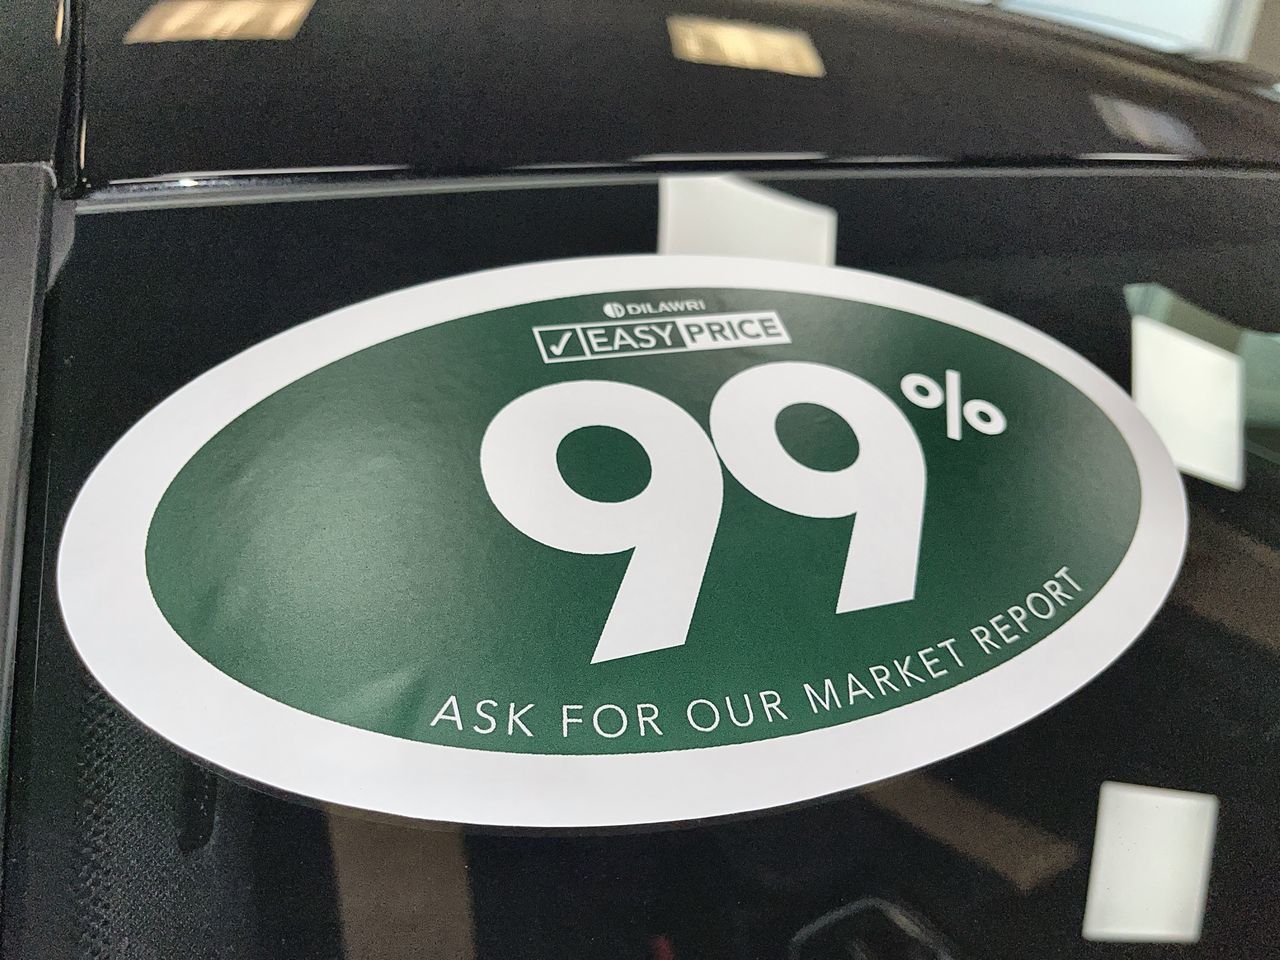 DILAWRI
✓ EASY PRICE
99%
ASK FOR OUR MARKET REPORT